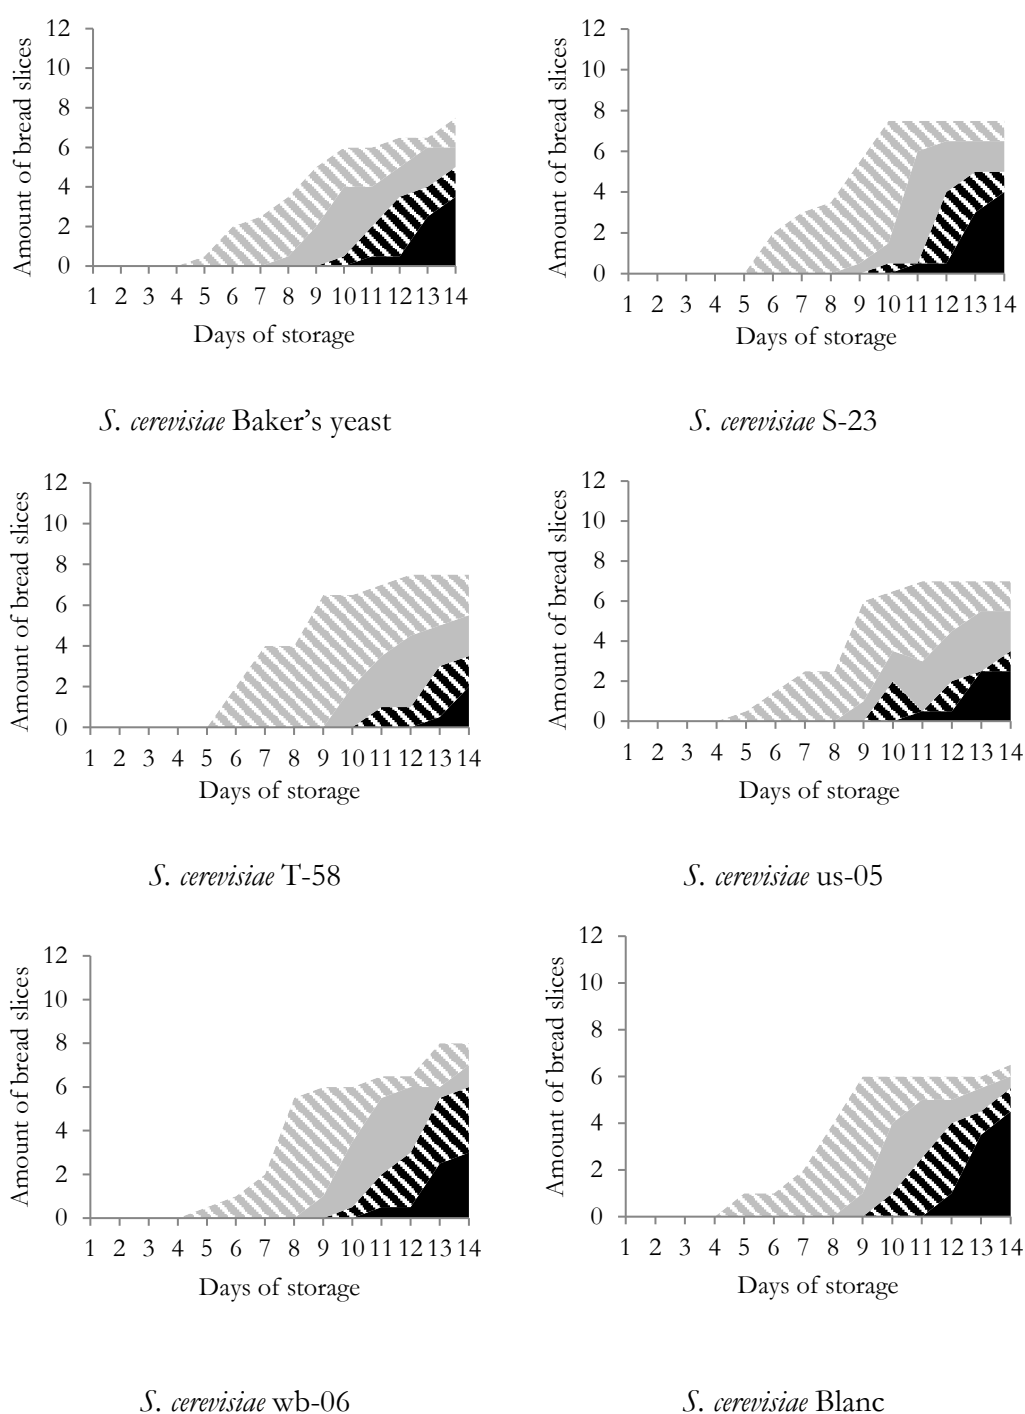 12
10
8
6
4
2
0
Amount of bread slices
1 2 3 4 5 6 7 8 9 10 11 12 13 14
Days of storage
S. cerevisiae Baker’s yeast
12
10
8
6
4
2
0
Amount of bread slices
1 2 3 4 5 6 7 8 9 10 11 12 13 14
Days of storage
S. cerevisiae S-23
12
10
8
6
4
2
0
Amount of bread slices
1 2 3 4 5 6 7 8 9 10 11 12 13 14
Days of storage
S. cerevisiae T-58
12
10
8
6
4
2
0
Amount of bread slices
1 2 3 4 5 6 7 8 9 10 11 12 13 14
Days of storage
S. cerevisiae us-05
12
10
8
6
4
2
0
Amount of bread slices
1 2 3 4 5 6 7 8 9 10 11 12 13 14
Days of storage
S. cerevisiae wb-06
12
10
8
6
4
2
0
Amount of bread slices
1 2 3 4 5 6 7 8 9 10 11 12 13 14
Days of storage
S. cerevisiae Blanc